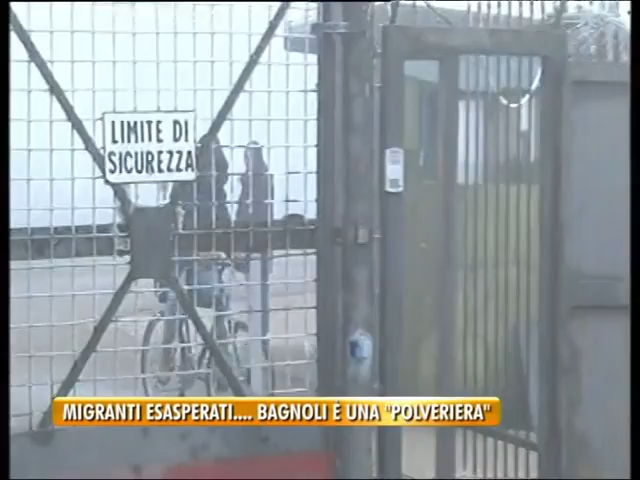 LIMITE DI
SICUREZZA
MIGRANTI ESASPERATI.... BAGNOLI È UNA "POLVERIERA"